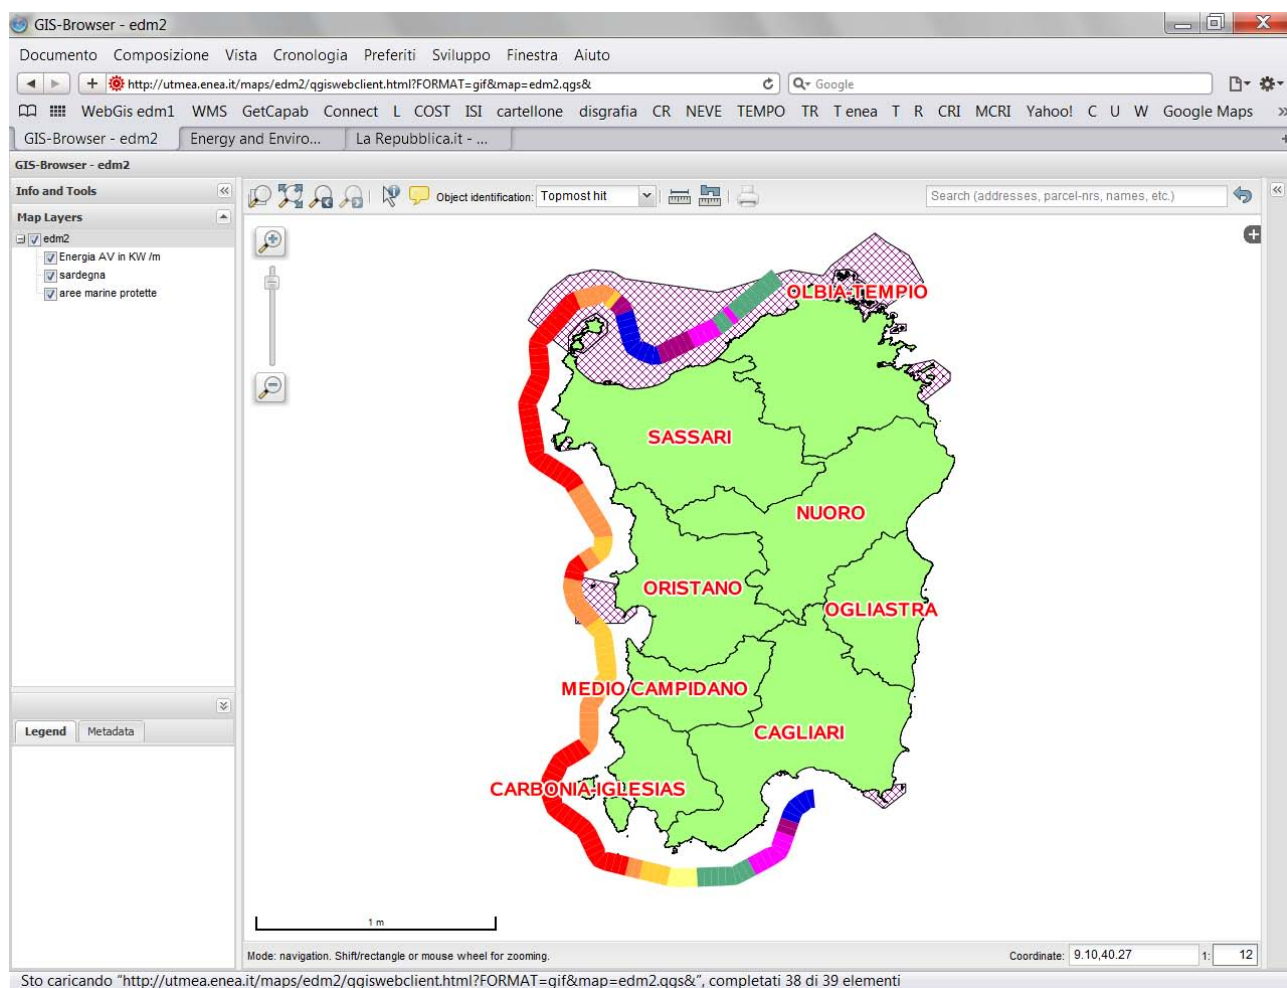 GIS-Browser - edm2
Documento Composizione Vista Cronologia Preferiti Sviluppo Finestra Aiuto
http://utmea.enea.it/maps/edm2/qgiswebclient.html?FORMAT=gif&map=edm2.qgs& Google
WebGis edm1 WMS GetCapab Connect L COST ISI cartellone disgrafia CR NEVE TEMPO TR T enea T R CRI MCRI Yahoo! C U W Google Maps »
GIS-Browser - edm2 Energy and Enviro... La Repubblica.it - ...
GIS-Browser - edm2
Info and Tools
Object identification: Topmost hit
Search (addresses, parcel-nrs, names, etc.)
Map Layers
edm2
Energia AV in KW /m
sardegna
aree marine protette
OLBIA-TEMPIO
SASSARI
NUORO
ORISTANO
OGLIASTRA
MEDIO CAMPIDANO
CAGLIARI
CARBONIA-IGLESIAS
Legend Metadata
1 m
Mode: navigation. Shift/rectangle or mouse wheel for zooming.
Coordinate: 9.10,40.27 1: 12
Sto caricando "http://utmea.enea.it/maps/edm2/qgiswebclient.html?FORMAT=gif&map=edm2.qgs&", completati 38 di 39 elementi